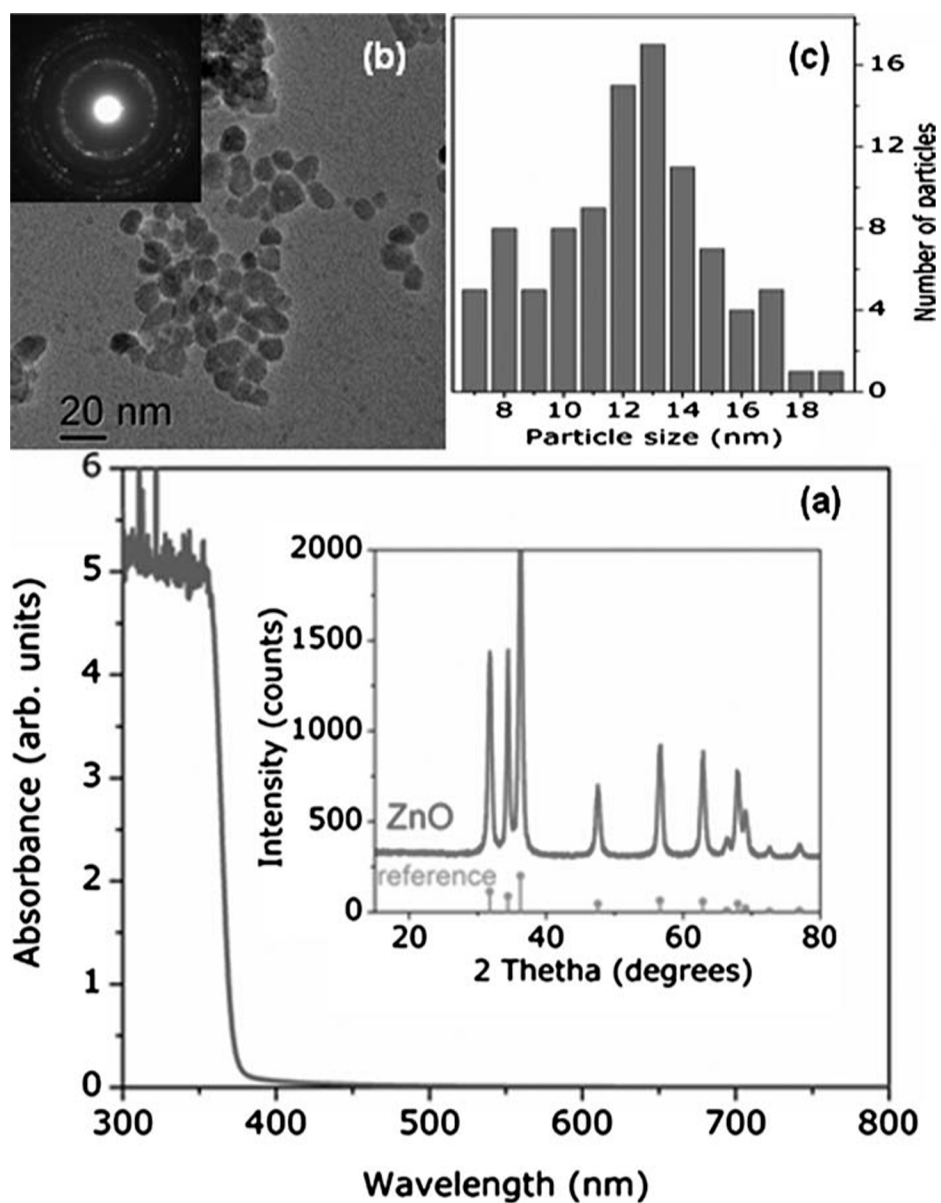 (b)
20 nm
(c)
16
12
8
4
0
Number of particles
8 10 12 14 16 18
Particle size (nm)
(a)
6
5
4
3
2
1
0
Absorbance (arb. units)
300 400 500 600 700 800
Wavelength (nm)
2000
1500
1000
500
0
Intensity (counts)
ZnO
reference
20 40 60 80
2 Thetha (degrees)